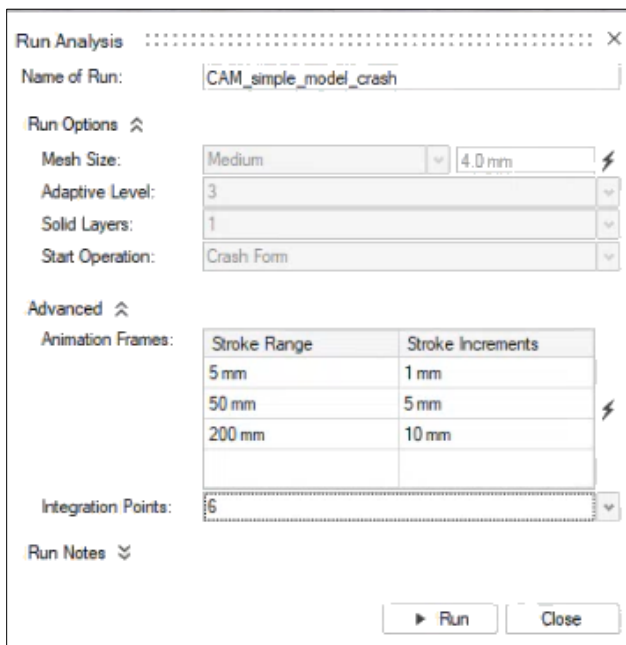 Run Analysis
Name of Run: CAM_simple_model_crash
Run Options
Mesh Size: Medium 4.0 mm
Adaptive Level: 3
Solid Layers: 1
Start Operation: Crash Form
Advanced
Animation Frames: Stroke Range Stroke Increments
5 mm 1 mm
50 mm 5 mm
200 mm 10 mm
Integration Points: 6
Run Notes
Run Close